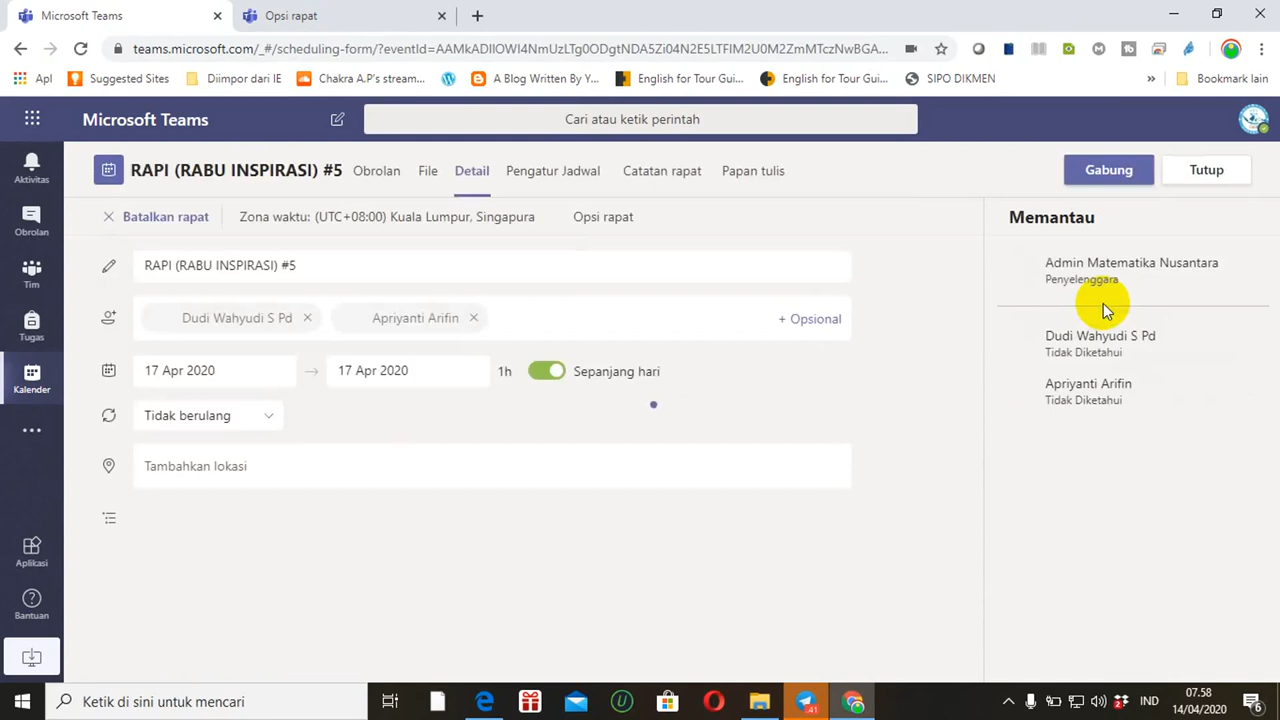 Microsoft Teams
Opsi rapat
teams.microsoft.com/_#/scheduling-form/?eventId=AAMkADIIOWI4NmUzLTg0ODgtNDA5Zi04N2E5LTFlM2U0M2ZmMTczNwBGA...
Apl
Suggested Sites
Diimpor dari IE
Chakra A.P's stream...
A Blog Written By Y...
English for Tour Gui...
English for Tour Gui...
SIPO DIKMEN
»
Bookmark lain
Microsoft Teams
Cari atau ketik perintah
Aktivitas
Obrolan
Tim
Tugas
Kalender
Aplikasi
Bantuan
RAPI (RABU INSPIRASI) #5
Obrolan
File
Detail
Pengatur Jadwal
Catatan rapat
Papan tulis
Gabung
Tutup
Batalkan rapat
Zona waktu: (UTC+08:00) Kuala Lumpur, Singapura
Opsi rapat
RAPI (RABU INSPIRASI) #5
Dudi Wahyudi S Pd
Apriyanti Arifin
+ Opsional
17 Apr 2020
17 Apr 2020
1h
Sepanjang hari
Tidak berulang
Tambahkan lokasi
Memantau
Admin Matematika Nusantara
Penyelenggara
Dudi Wahyudi S Pd
Tidak Diketahui
Apriyanti Arifin
Tidak Diketahui
Ketik di sini untuk mencari
41
IND
07.58
14/04/2020
6